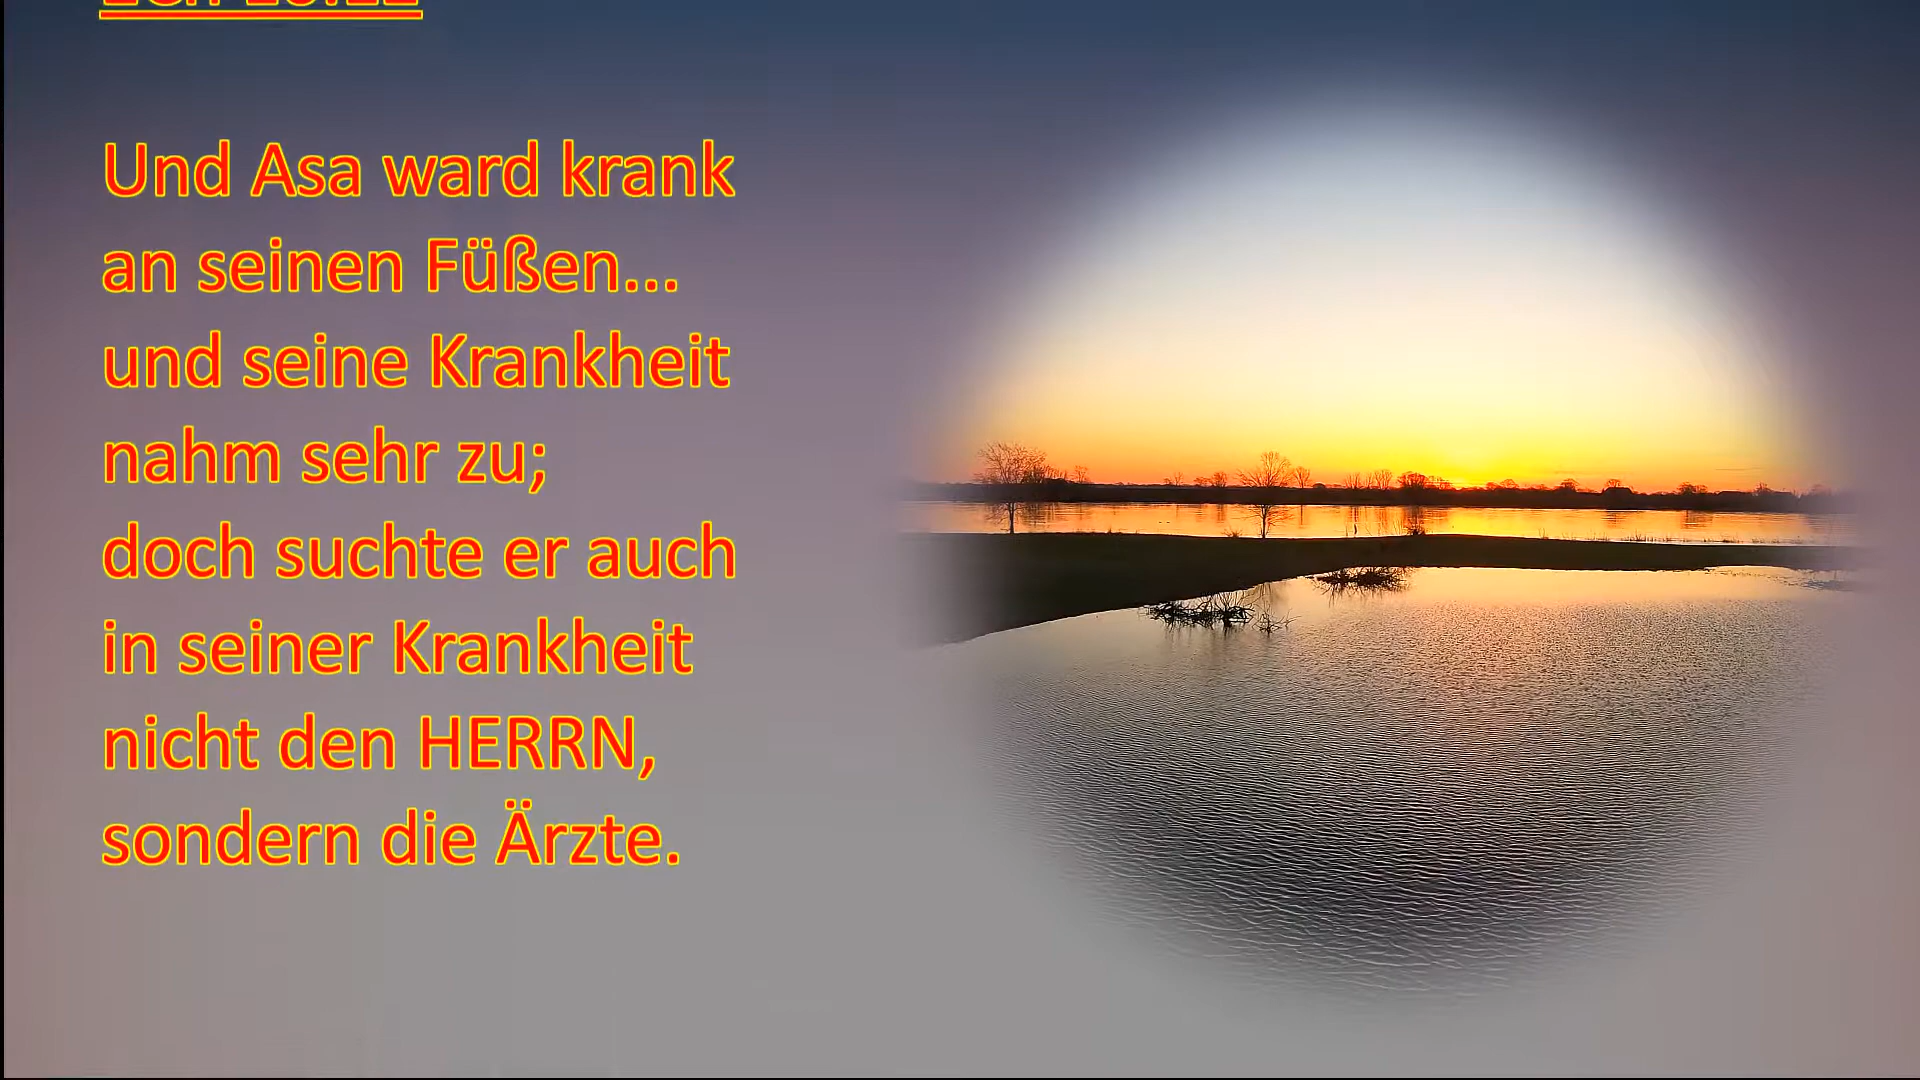 Und Asa ward krank
an seinen Füßen...
und seine Krankheit
nahm sehr zu;
doch suchte er auch
in seiner Krankheit
nicht den HERRN,
sondern die Ärzte.